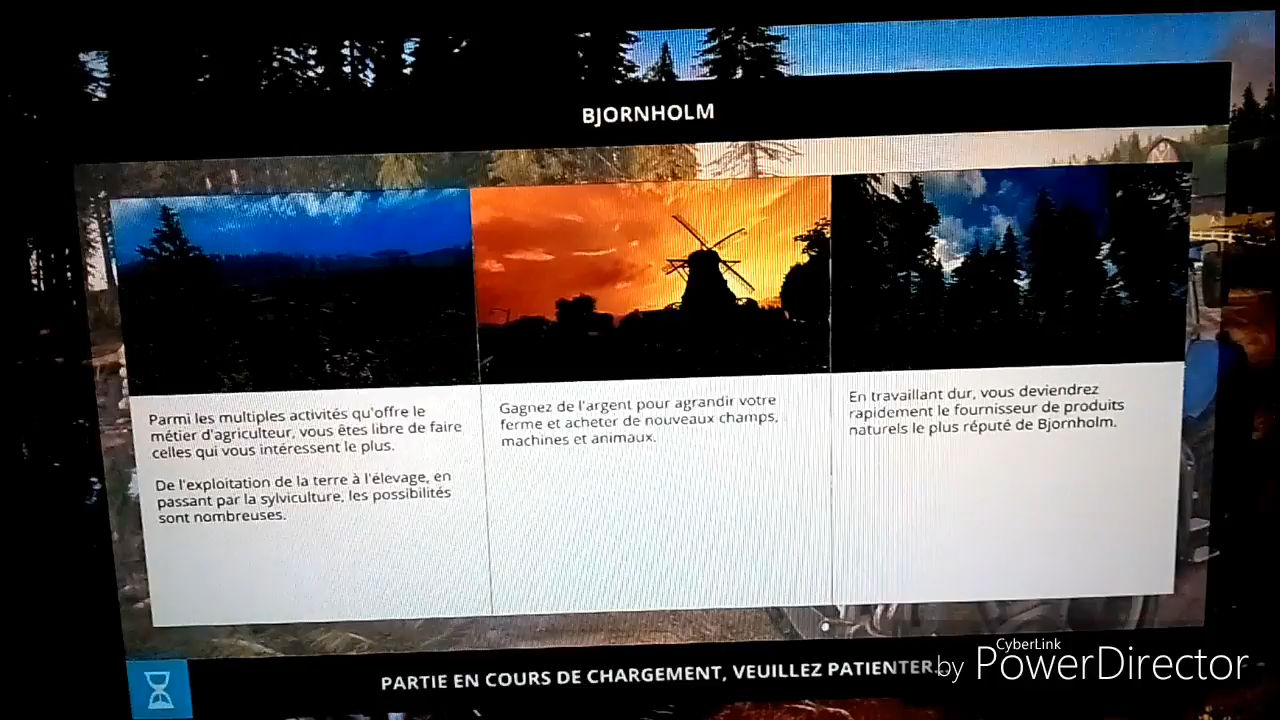 BJORNHOLM
Parmi les multiples activités qu'offre le
métier d'agriculteur, vous êtes libre de faire
celles qui vous intéressent le plus.
De l'exploitation de la terre à l'élevage, en
passant par la sylviculture, les possibilités
sont nombreuses.
Gagnez de l'argent pour agrandir votre
ferme et acheter de nouveaux champs,
machines et animaux.
En travaillant dur, vous deviendrez
rapidement le fournisseur de produits
naturels le plus réputé de Bjornholm.
PARTIE EN COURS DE CHARGEMENT, VEUILLEZ PATIENTER...
CyberLink
by PowerDirector